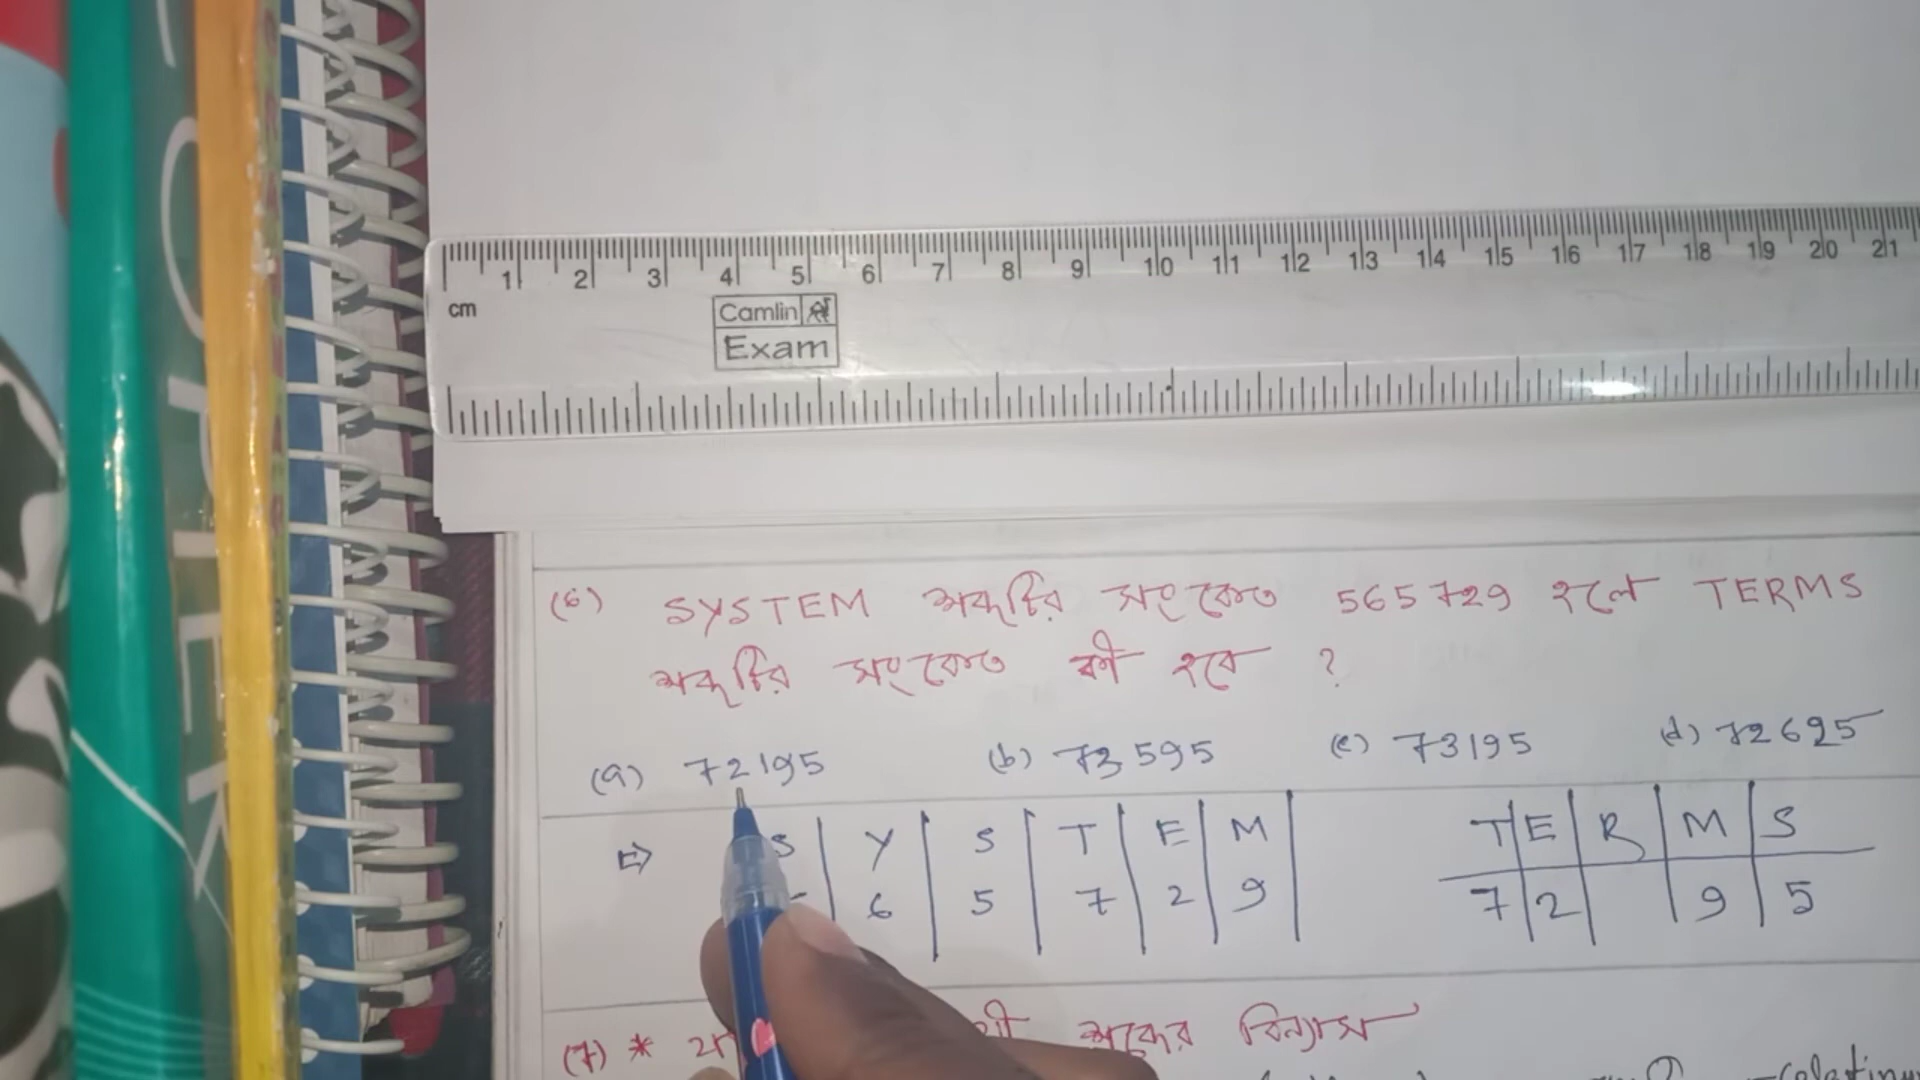 1 2 3 4 5 6 7 8 9 10 11 12 13 14 15 16 17 18 19 20 21
cm
Camlin
Exam
(6) SYSTEM শব্দটির সংকেত 565729 হলে TERMS
শব্দটির সংকেত কী হবে ?
(a) 72195 (b) 73595 (c) 73195 (d) 72695
S Y S T E M T E R M S
6 5 7 2 9 7 2 9 5
(7) * শব্দের বিন্যাস